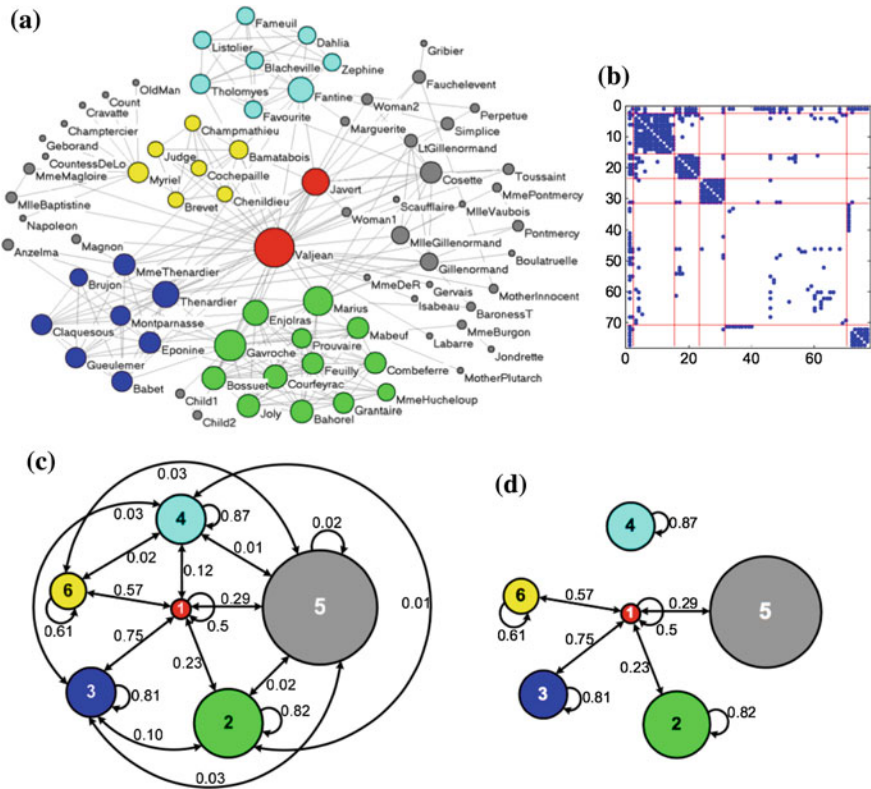 (a)
Fameuil
Listolier
Dahlia
Blacheville
Zephine
Tholomyes
Fantine
Favourite
Gribier
Fauchelevent
Woman2
Perpetue
Marguerite
Simplice
LtGillenormand
OldMan
Count
Cravatte
Champtercier
Geborand
CountessDeLo
MmeMagloire
Champmathieu
Judge
Bamatabois
Myriel
Cochepaille
Brevet
Chenildieu
Javert
Cosette
Toussaint
MmePontmercy
Scaufflaire
MlleVaubois
MlleBaptistine
Napoleon
Woman1
Pontmercy
Anzelma
Magnon
Valjean
MlleGillenormand
Boulatruelle
MmeThenardier
Gillenormand
Brujon
MmeDeR
Gervais
MotherInnocent
Thenardier
Isabeau
BaronessT
Marius
Claquesous
Montparnasse
Enjolras
Mabeuf
MmeBurgon
Prouvaire
Labarre
Eponine
Gavroche
Jondrette
Gueulemer
Feuilly
Combeferre
MotherPlutarch
Babet
Bossuet
Courfeyrac
MmeHucheloup
Child1
Child2
Joly
Bahorel
Grantaire
(b)
0
10
20
30
40
50
60
70
0 20 40 60
(c)
0.03
0.03
4
0.87
0.02
0.02
0.01
0.12
6
0.57
1
0.29
5
0.01
0.61
0.5
0.75
0.23
3
0.81
0.02
2
0.82
0.10
0.03
(d)
4
0.87
6
0.57
1
0.29
5
0.61
0.5
0.75
0.23
3
0.81
2
0.82